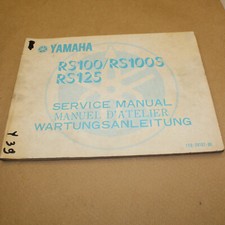 YAMAHA
RS100/RS100S
RS125
SERVICE MANUAL
MANUEL D'ATELIER
WARTUNGSANLEITUNG
Y39